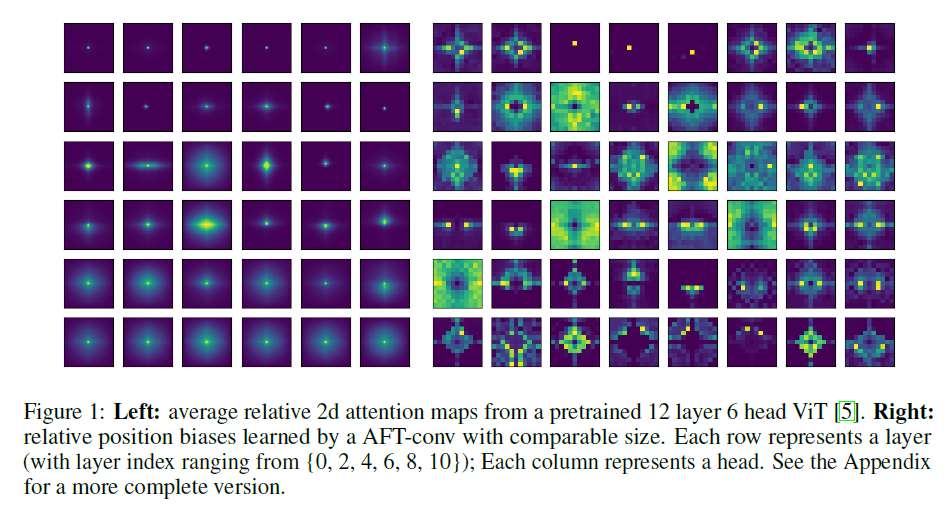 Figure 1: Left: average relative 2d attention maps from a pretrained 12 layer 6 head ViT [5]. Right:
relative position biases learned by a AFT-conv with comparable size. Each row represents a layer
(with layer index ranging from {0, 2, 4, 6, 8, 10}); Each column represents a head. See the Appendix
for a more complete version.